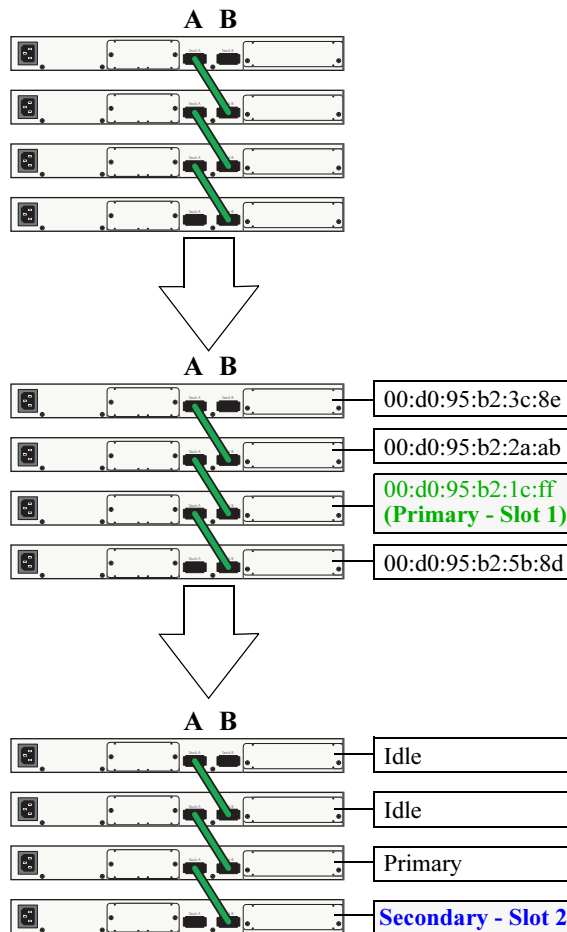 A B
A B
00:d0:95:b2:3c:8e
00:d0:95:b2:2a:ab
00:d0:95:b2:1c:ff
(Primary - Slot 1)
00:d0:95:b2:5b:8d
A B
Idle
Idle
Primary
Secondary - Slot 2